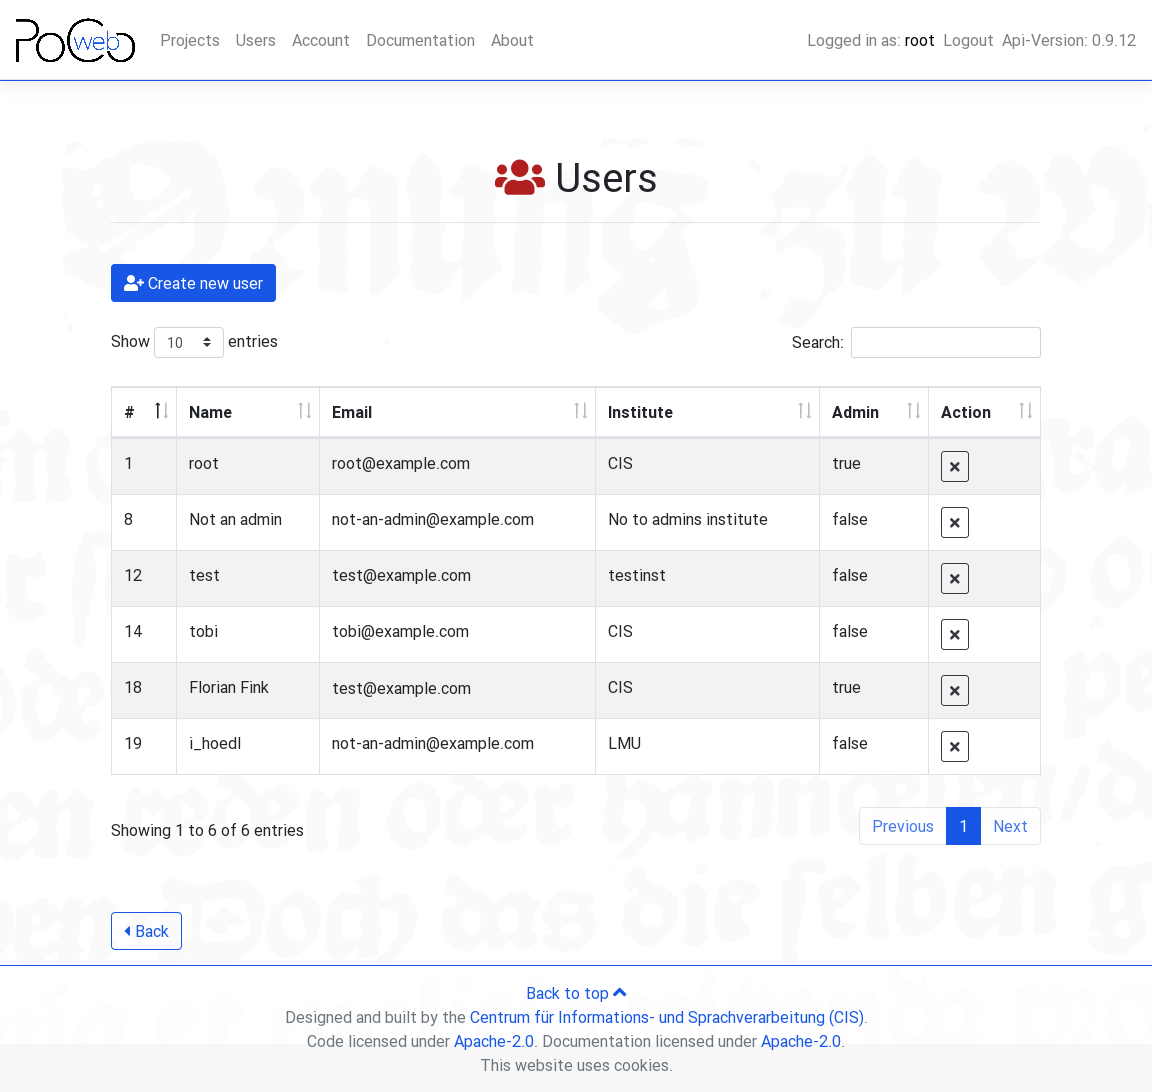 PoCoweb Projects Users Account Documentation About Logged in as: root Logout Api-Version: 0.9.12
Users
Create new user
Show 10 entries Search:
# Name Email Institute Admin Action
1 root root@example.com CIS true
8 Not an admin not-an-admin@example.com No to admins institute false
12 test test@example.com testinst false
14 tobi tobi@example.com CIS false
18 Florian Fink test@example.com CIS true
19 i_hoedl not-an-admin@example.com LMU false
Showing 1 to 6 of 6 entries Previous 1 Next
Back
Back to top
Designed and built by the Centrum für Informations- und Sprachverarbeitung (CIS).
Code licensed under Apache-2.0. Documentation licensed under Apache-2.0.
This website uses cookies.